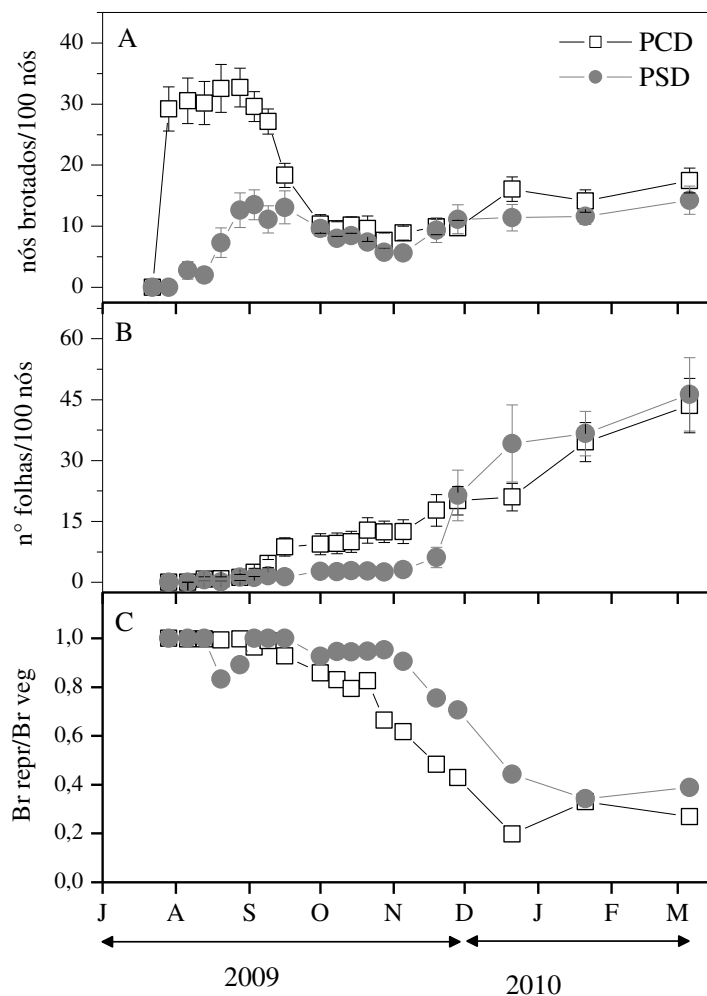 A
PCD
PSD
nós brotados/100 nós
40
30
20
10
0
B
n° folhas/100 nós
60
45
30
15
0
C
Br repr/Br veg
1,0
0,8
0,6
0,4
0,2
0,0
J A S O N D J F M
2009 2010